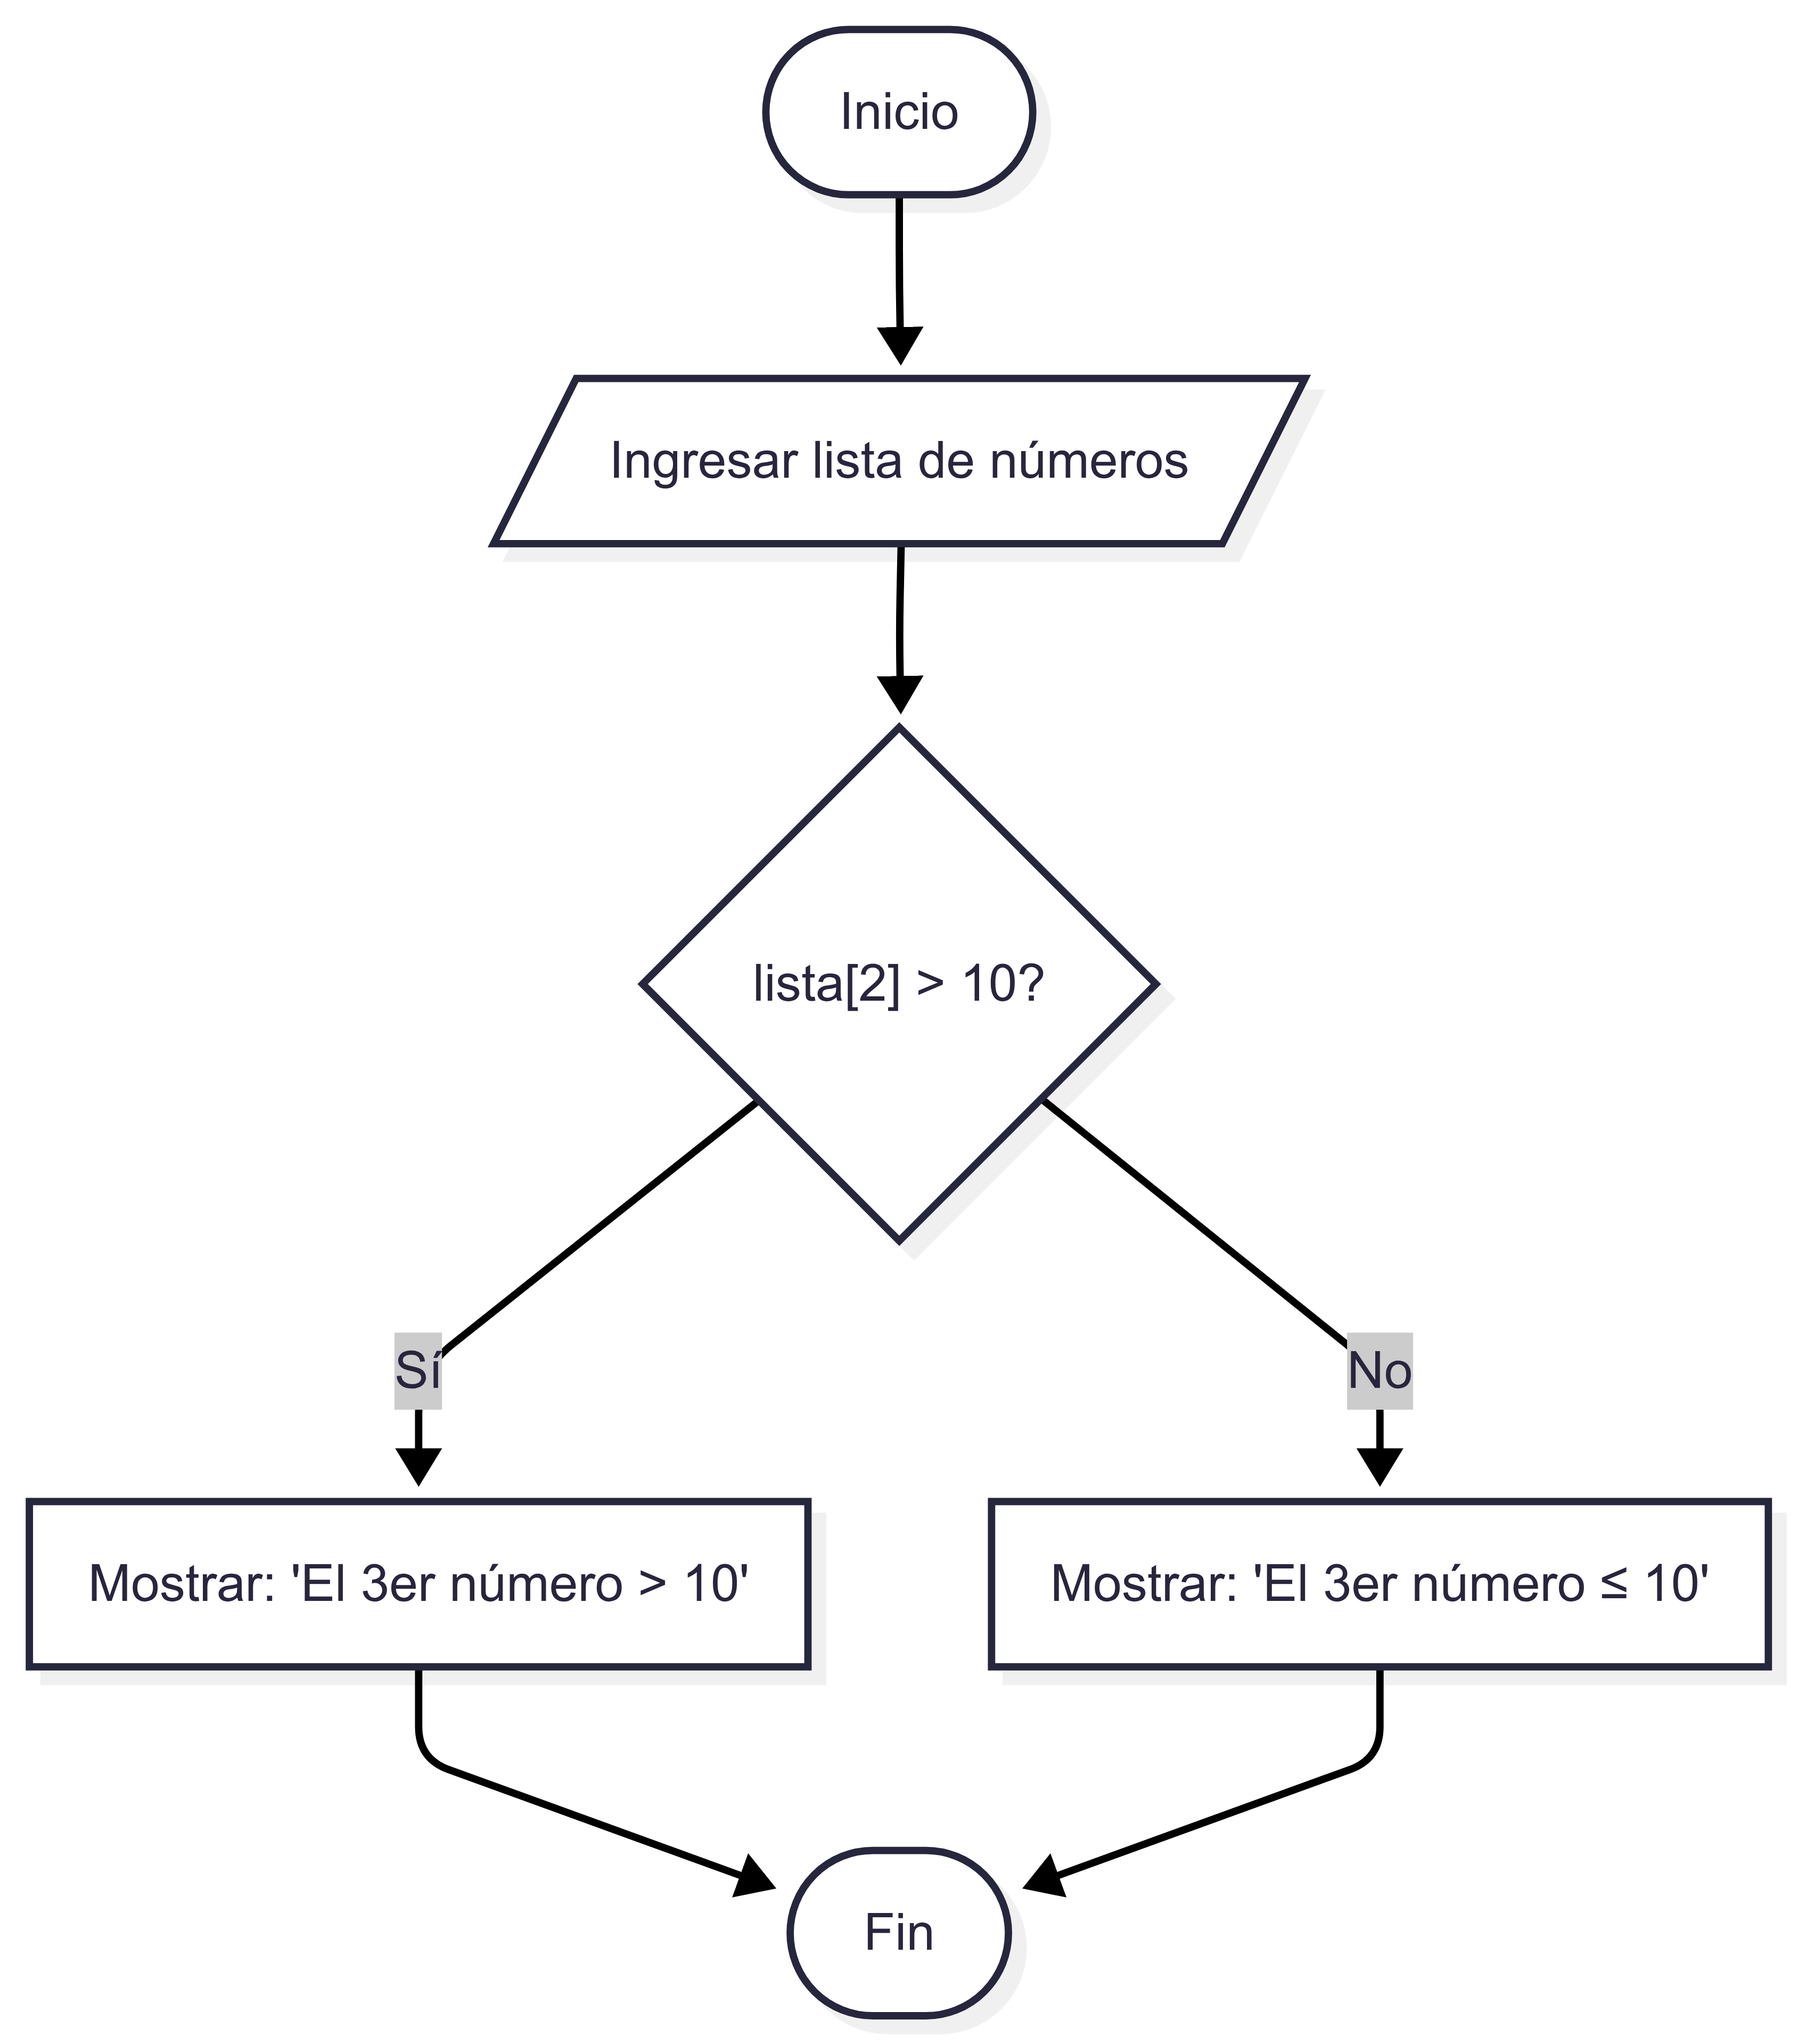 Inicio
Ingresar lista de números
lista[2] > 10?
Sí
No
Mostrar: 'El 3er número > 10'
Mostrar: 'El 3er número ≤ 10'
Fin